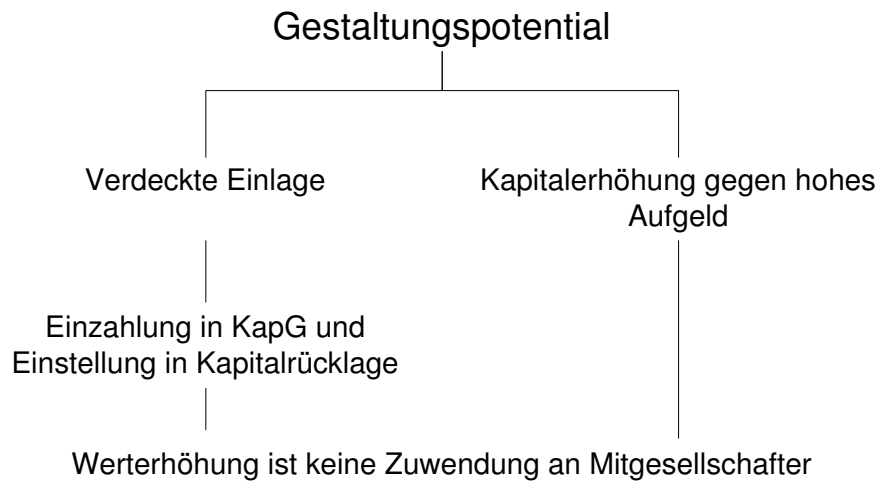 Gestaltungspotential
Verdeckte Einlage
Kapitalerhöhung gegen hohes
Aufgeld
Einzahlung in KapG und
Einstellung in Kapitalrücklage
Werterhöhung ist keine Zuwendung an Mitgesellschafter